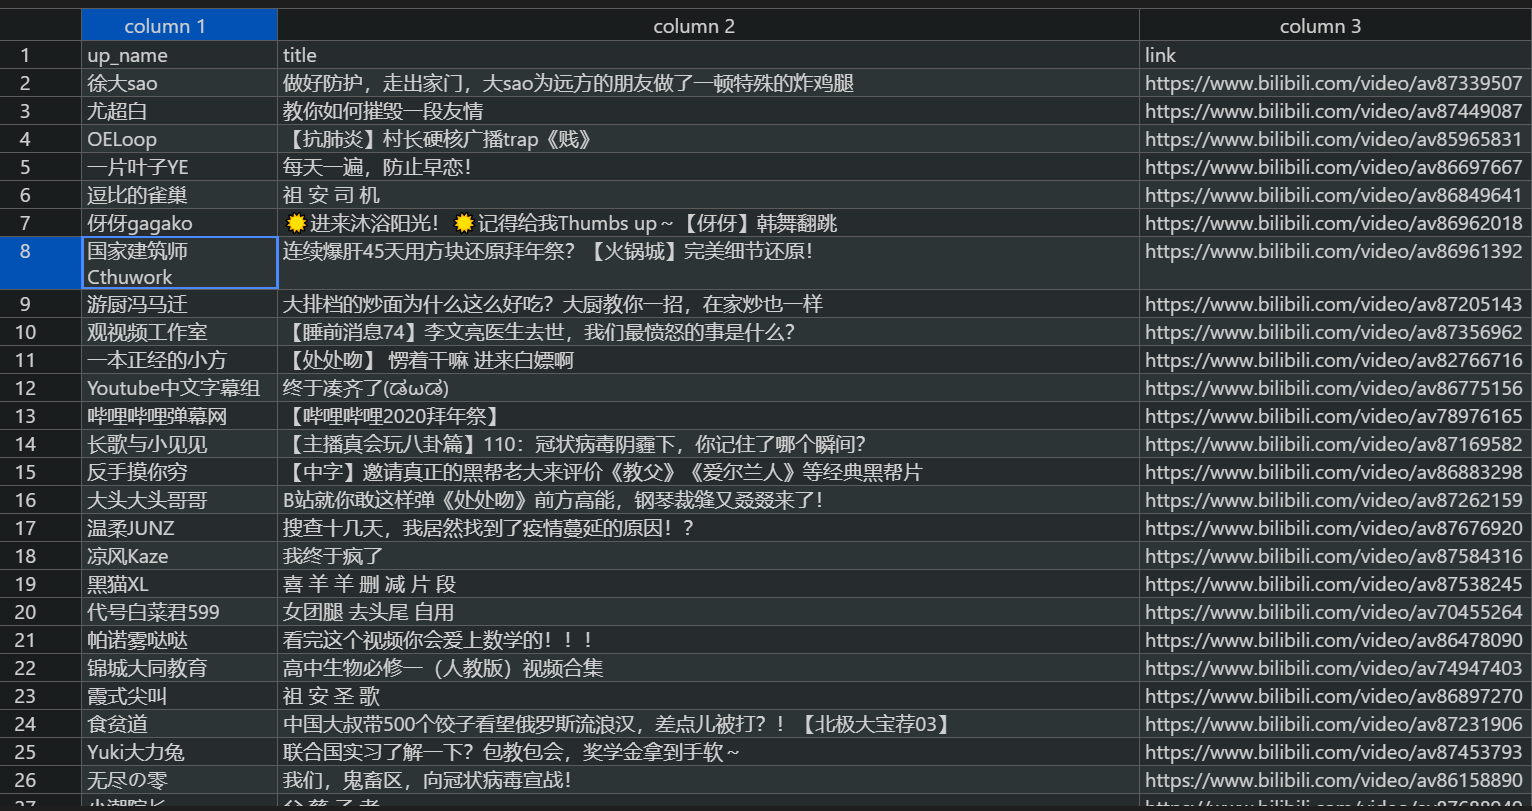 column 1 column 2 column 3
1 up_name title link
2 徐大sao 做好防护，走出家门，大sao为远方的朋友做了一顿特殊的炸鸡腿 https://www.bilibili.com/video/av87339507
3 尤超白 教你如何摧毁一段友情 https://www.bilibili.com/video/av87449087
4 OELoop 【抗肺炎】村长硬核广播trap《贱》 https://www.bilibili.com/video/av85965831
5 一片叶子YE 每天一遍，防止早恋！ https://www.bilibili.com/video/av86697667
6 逗比的雀巢 祖 安 司 机 https://www.bilibili.com/video/av86849641
7 伢伢gagako 进来沐浴阳光！ 记得给我Thumbs up～【伢伢】韩舞翻跳 https://www.bilibili.com/video/av86962018
8 国家建筑师 连续爆肝45天用方块还原拜年祭？【火锅城】完美细节还原！ https://www.bilibili.com/video/av86961392
Cthuwork
9 游厨冯马迁 大排档的炒面为什么这么好吃？大厨教你一招，在家炒也一样 https://www.bilibili.com/video/av87205143
10 观视频工作室 【睡前消息74】李文亮医生去世，我们最愤怒的事是什么？ https://www.bilibili.com/video/av87356962
11 一本正经的小方 【处处吻】 愣着干嘛 进来白嫖啊 https://www.bilibili.com/video/av82766716
12 Youtube中文字幕组 终于凑齐了(ಡωಡ) https://www.bilibili.com/video/av86775156
13 哔哩哔哩弹幕网 【哔哩哔哩2020拜年祭】 https://www.bilibili.com/video/av78976165
14 长歌与小见见 【主播真会玩八卦篇】110：冠状病毒阴霾下，你记住了哪个瞬间？ https://www.bilibili.com/video/av87169582
15 反手摸你穷 【中字】邀请真正的黑帮老大来评价《教父》《爱尔兰人》等经典黑帮片 https://www.bilibili.com/video/av86883298
16 大头大头哥哥 B站就你敢这样弹《处处吻》前方高能，钢琴裁缝又叒叕来了！ https://www.bilibili.com/video/av87262159
17 温柔JUNZ 搜查十几天，我居然找到了疫情蔓延的原因！？ https://www.bilibili.com/video/av87676920
18 凉风Kaze 我终于疯了 https://www.bilibili.com/video/av87584316
19 黑猫XL 喜 羊 羊 删 减 片 段 https://www.bilibili.com/video/av87538245
20 代号白菜君599 女团腿 去头尾 自用 https://www.bilibili.com/video/av70455264
21 帕诺雾哒哒 看完这个视频你会爱上数学的！！！ https://www.bilibili.com/video/av86478090
22 锦城大同教育 高中生物必修一（人教版）视频合集 https://www.bilibili.com/video/av74947403
23 霞式尖叫 祖 安 圣 歌 https://www.bilibili.com/video/av86897270
24 食贫道 中国大叔带500个饺子看望俄罗斯流浪汉，差点儿被打？！【北极大宝荐03】 https://www.bilibili.com/video/av87231906
25 Yuki大力兔 联合国实习了解一下？包教包会，奖学金拿到手软～ https://www.bilibili.com/video/av87453793
26 无尽の零 我们，鬼畜区，向冠状病毒宣战！ https://www.bilibili.com/video/av86158890